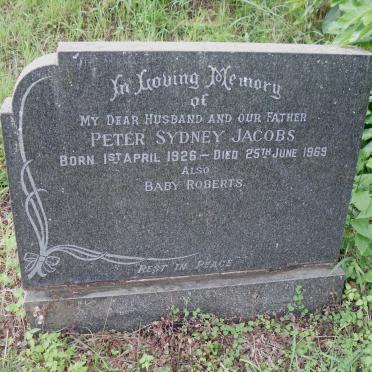 In Loving Memory
of
My Dear Husband and our Father
Peter Sydney Jacobs
Born 1st April 1926 — Died 25th June 1969
Also
Baby Roberts
Rest in Peace